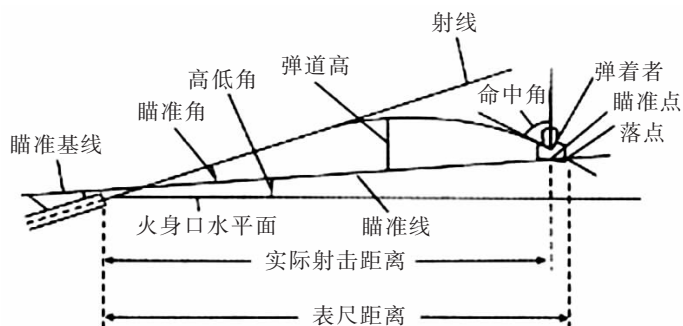 射线
弹道高
弹着者
高低角
命中角
瞄准点
瞄准角
落点
瞄准基线
火身口水平面
瞄准线
实际射击距离
表尺距离